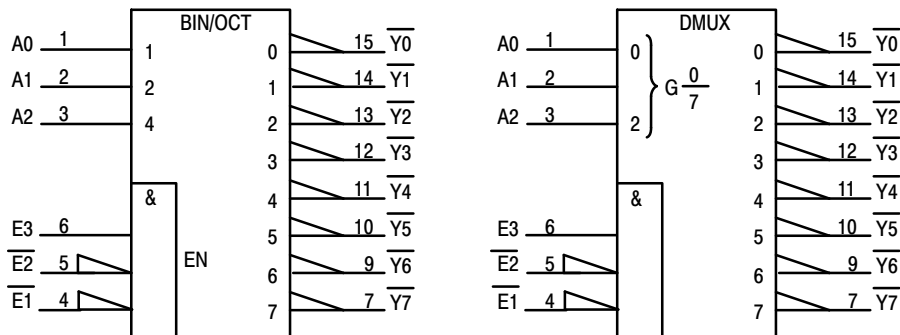 BIN/OCT
A0 1 1 0 15 Y0
A1 2 2 1 14 Y1
A2 3 4 2 13 Y2
3 12 Y3
& 4 11 Y4
E3 6 5 10 Y5
E2 5 EN 6 9 Y6
E1 4 7 7 Y7
DMUX
A0 1 0 0 15 Y0
A1 2 G 0/7 1 14 Y1
A2 3 2 2 13 Y2
3 12 Y3
& 4 11 Y4
E3 6 5 10 Y5
E2 5 6 9 Y6
E1 4 7 7 Y7